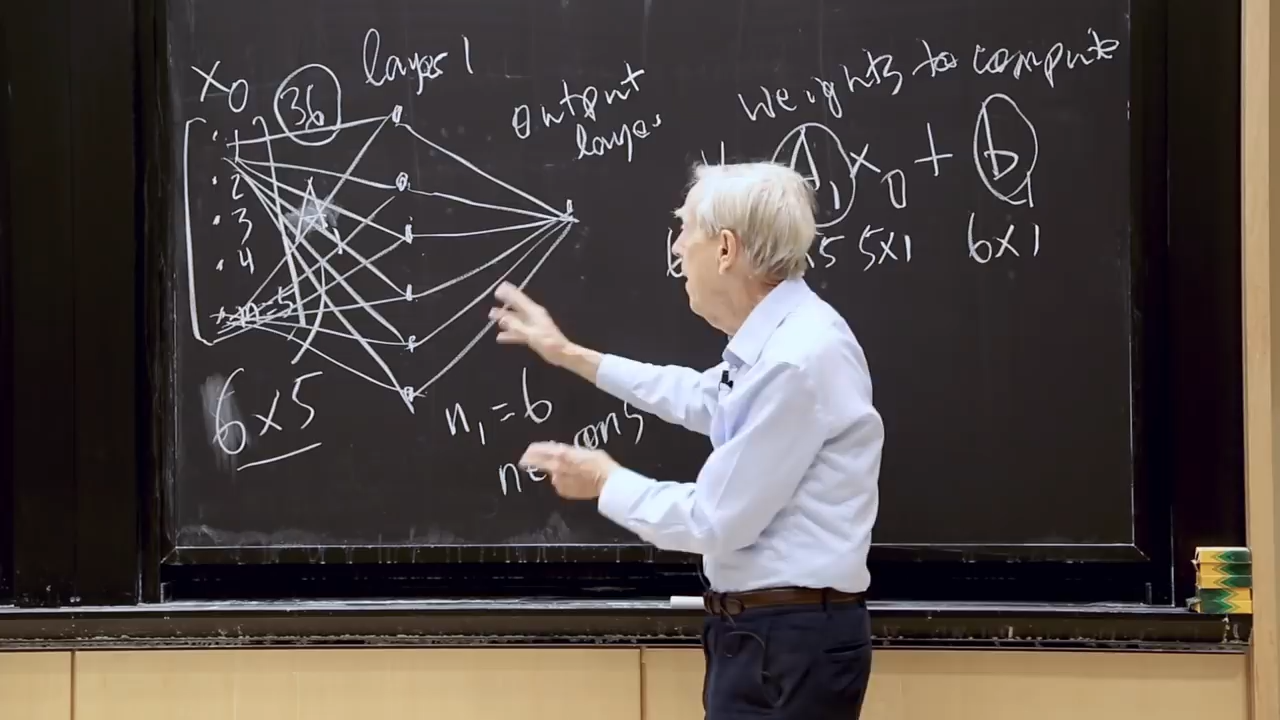 x0
36
layer 1
1
2
3
4
m=5
6x5
output
layer
n1=6
weights to compute
A1 x0 + b1
x5 5x1 6x1